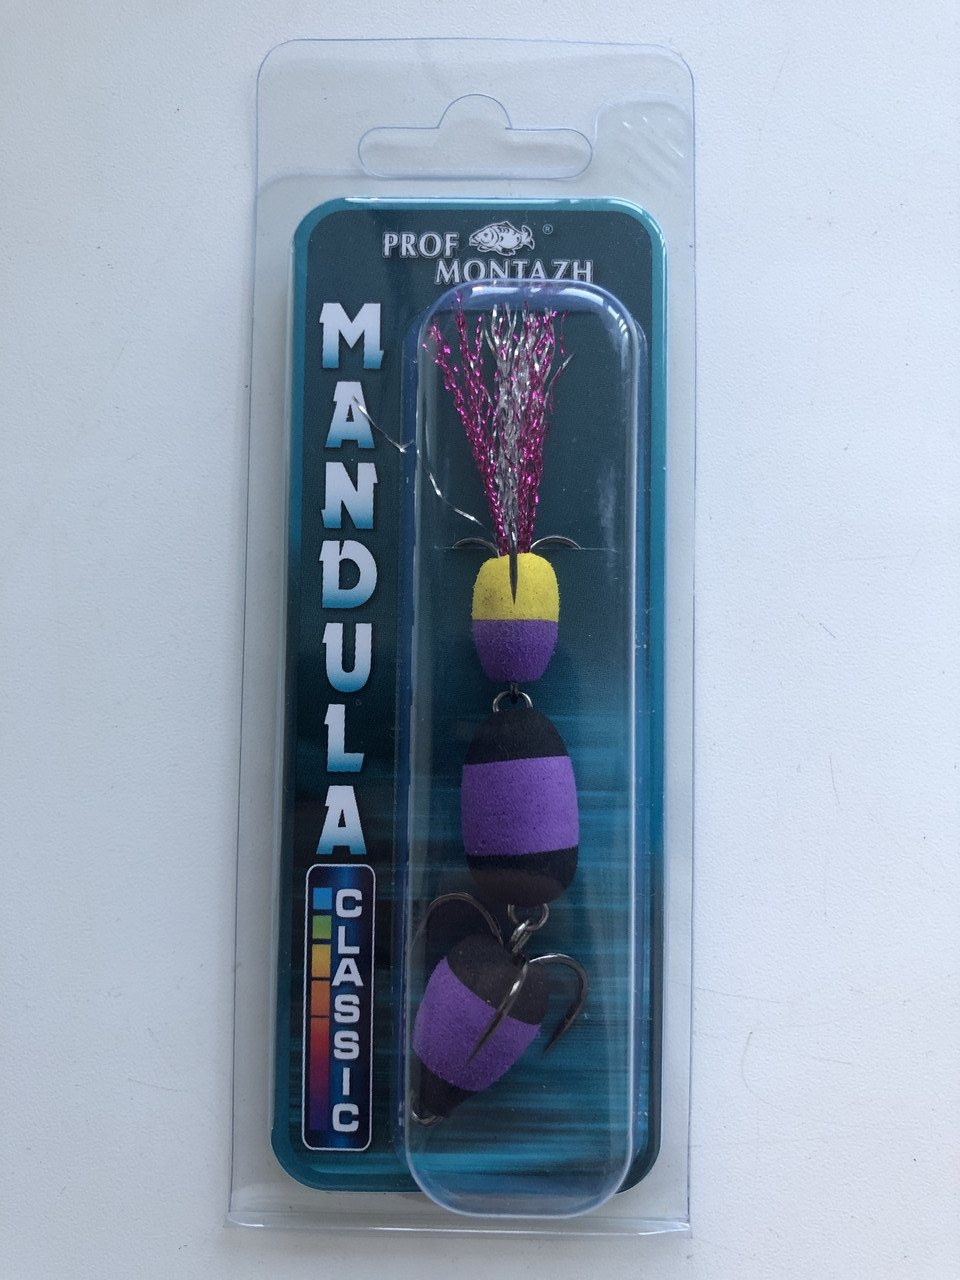 PROF
MONTAZH
®
MANDULA
CLASSIC